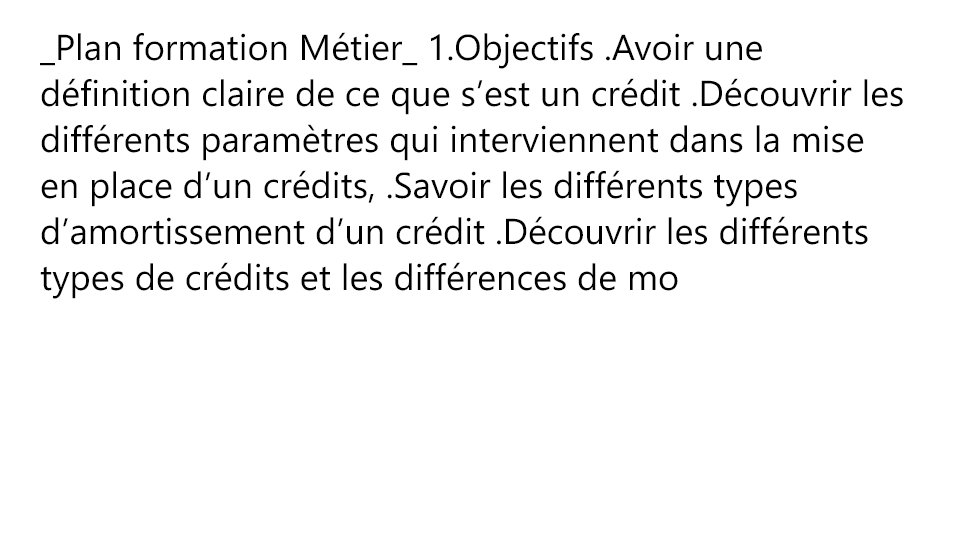 _Plan formation Métier_ 1.Objectifs .Avoir une
définition claire de ce que s’est un crédit .Découvrir les
différents paramètres qui interviennent dans la mise
en place d’un crédits, .Savoir les différents types
d’amortissement d’un crédit .Découvrir les différents
types de crédits et les différences de mo